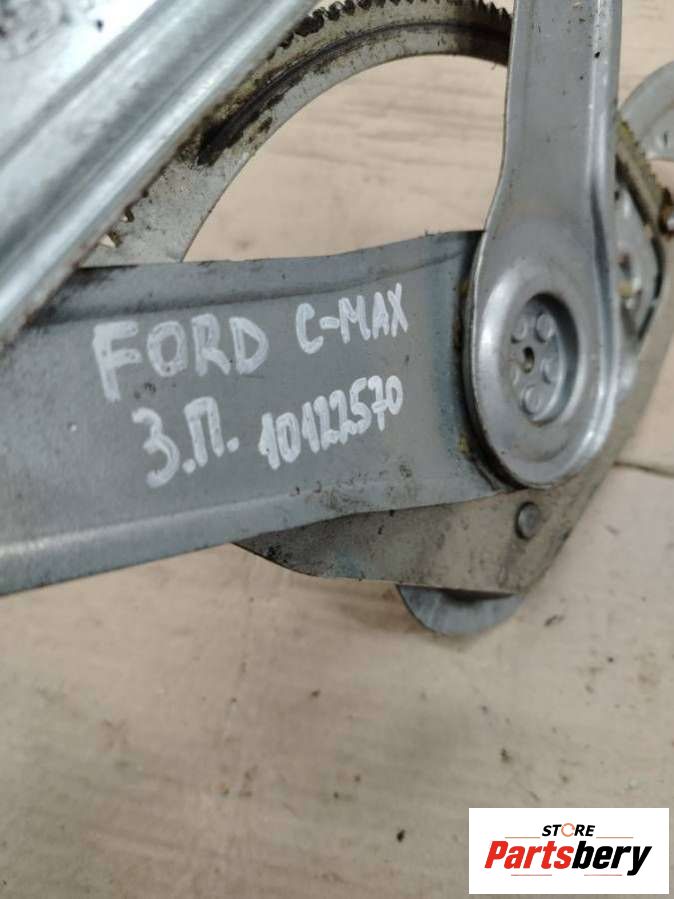 FORD C-MAX
З.П. 10122570
STORE
Partsbery